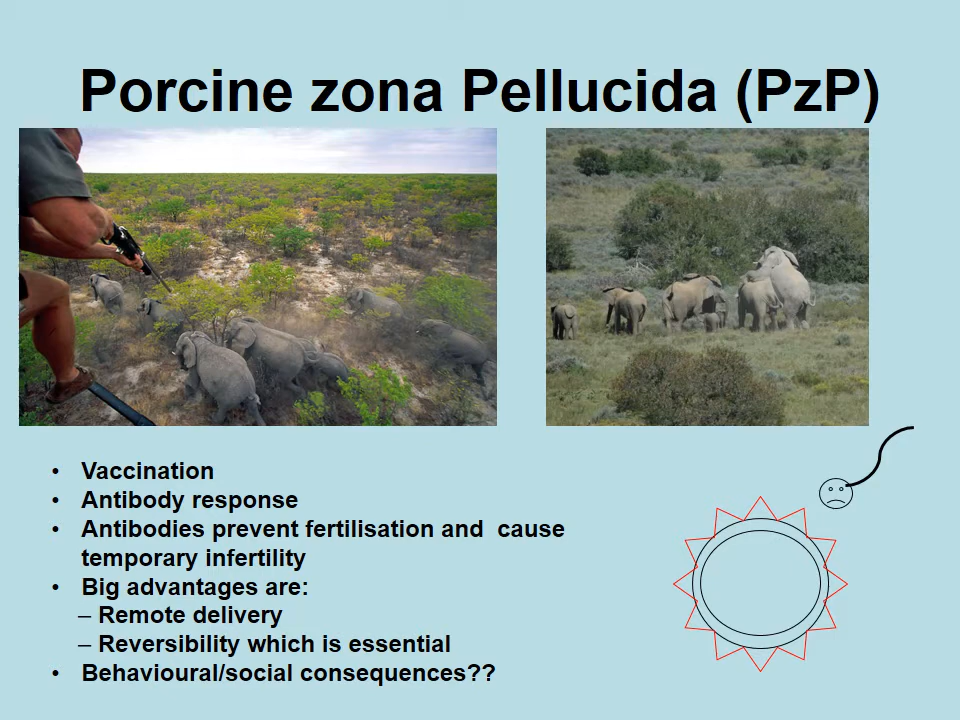 Porcine zona Pellucida (PzP)
• Vaccination
• Antibody response
• Antibodies prevent fertilisation and  cause
temporary infertility
• Big advantages are:
– Remote delivery
– Reversibility which is essential
• Behavioural/social consequences??